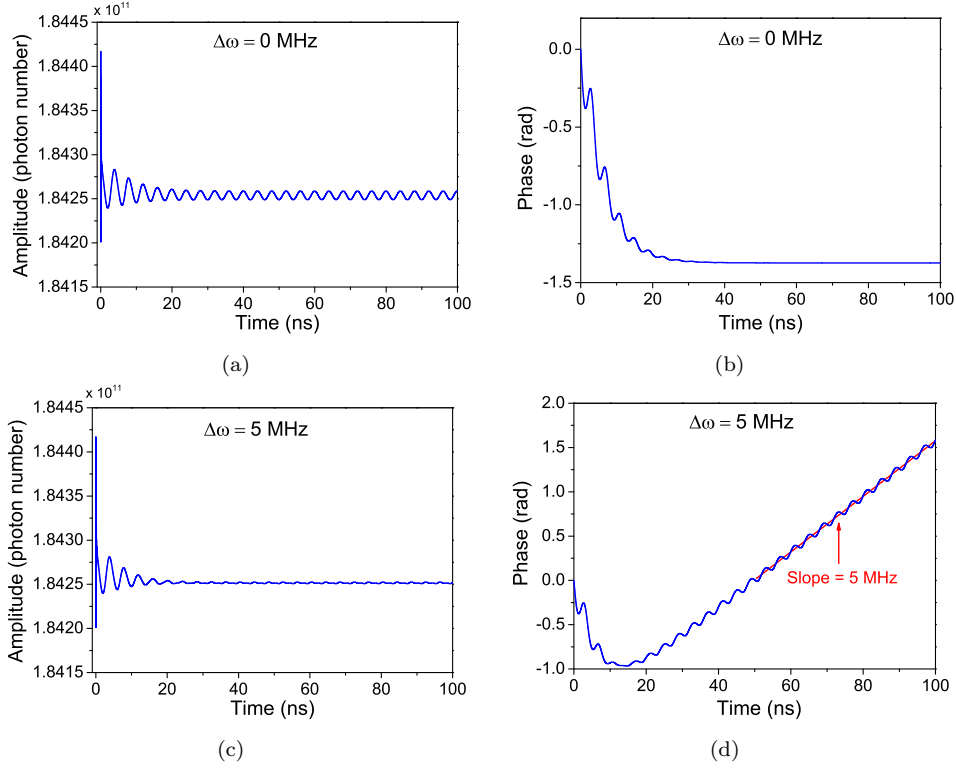 x 10¹¹
Δω = 0 MHz
Amplitude (photon number)
1.8445
1.8440
1.8435
1.8430
1.8425
1.8420
1.8415
0 20 40 60 80 100
Time (ns)
(a)
Δω = 0 MHz
Phase (rad)
0.0
-0.5
-1.0
-1.5
0 20 40 60 80 100
Time (ns)
(b)
x 10¹¹
Δω = 5 MHz
Amplitude (photon number)
1.8445
1.8440
1.8435
1.8430
1.8425
1.8420
1.8415
0 20 40 60 80 100
Time (ns)
(c)
Δω = 5 MHz
Phase (rad)
2.0
1.5
1.0
0.5
0.0
-0.5
-1.0
Slope = 5 MHz
0 20 40 60 80 100
Time (ns)
(d)